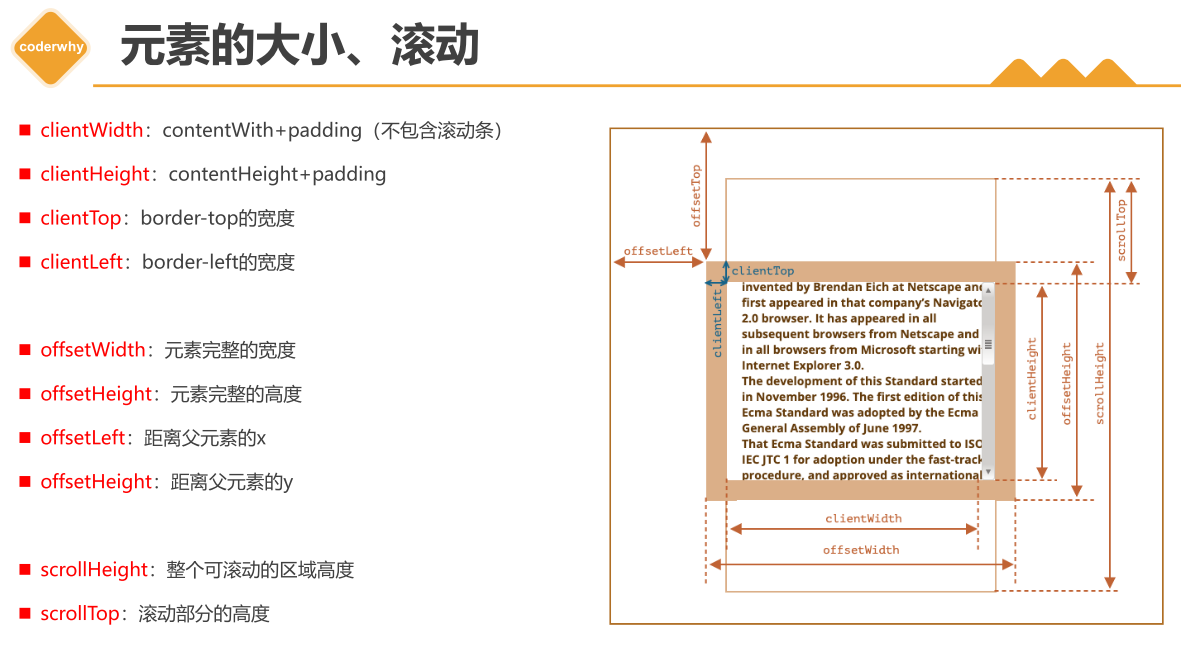 coderwhy
元素的大小、滚动
clientWidth：contentWith+padding（不包含滚动条）
clientHeight：contentHeight+padding
clientTop：border-top的宽度
clientLeft：border-left的宽度
offsetWidth：元素完整的宽度
offsetHeight：元素完整的高度
offsetLeft：距离父元素的x
offsetHeight：距离父元素的y
scrollHeight：整个可滚动的区域高度
scrollTop：滚动部分的高度
offsetTop
scrollTop
offsetLeft
clientTop
clientLeft
invented by Brendan Eich at Netscape and
first appeared in that company's Navigato
2.0 browser. It has appeared in all
subsequent browsers from Netscape and
in all browsers from Microsoft starting wi
Internet Explorer 3.0.
The development of this Standard started
in November 1996. The first edition of this
Ecma Standard was adopted by the Ecma
General Assembly of June 1997.
That Ecma Standard was submitted to ISO
IEC JTC 1 for adoption under the fast-track
procedure, and approved as international
clientHeight
offsetHeight
scrollHeight
clientWidth
offsetWidth